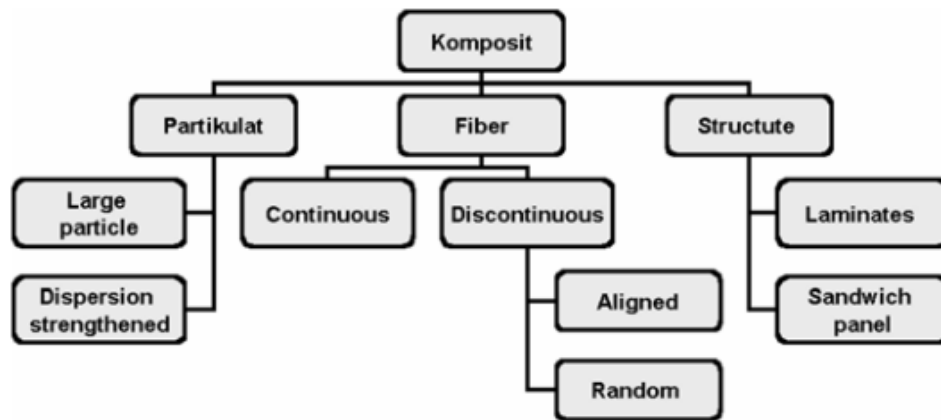 Komposit
Partikulat
Fiber
Structute
Large
particle
Continuous
Discontinuous
Laminates
Dispersion
strengthened
Aligned
Sandwich
panel
Random